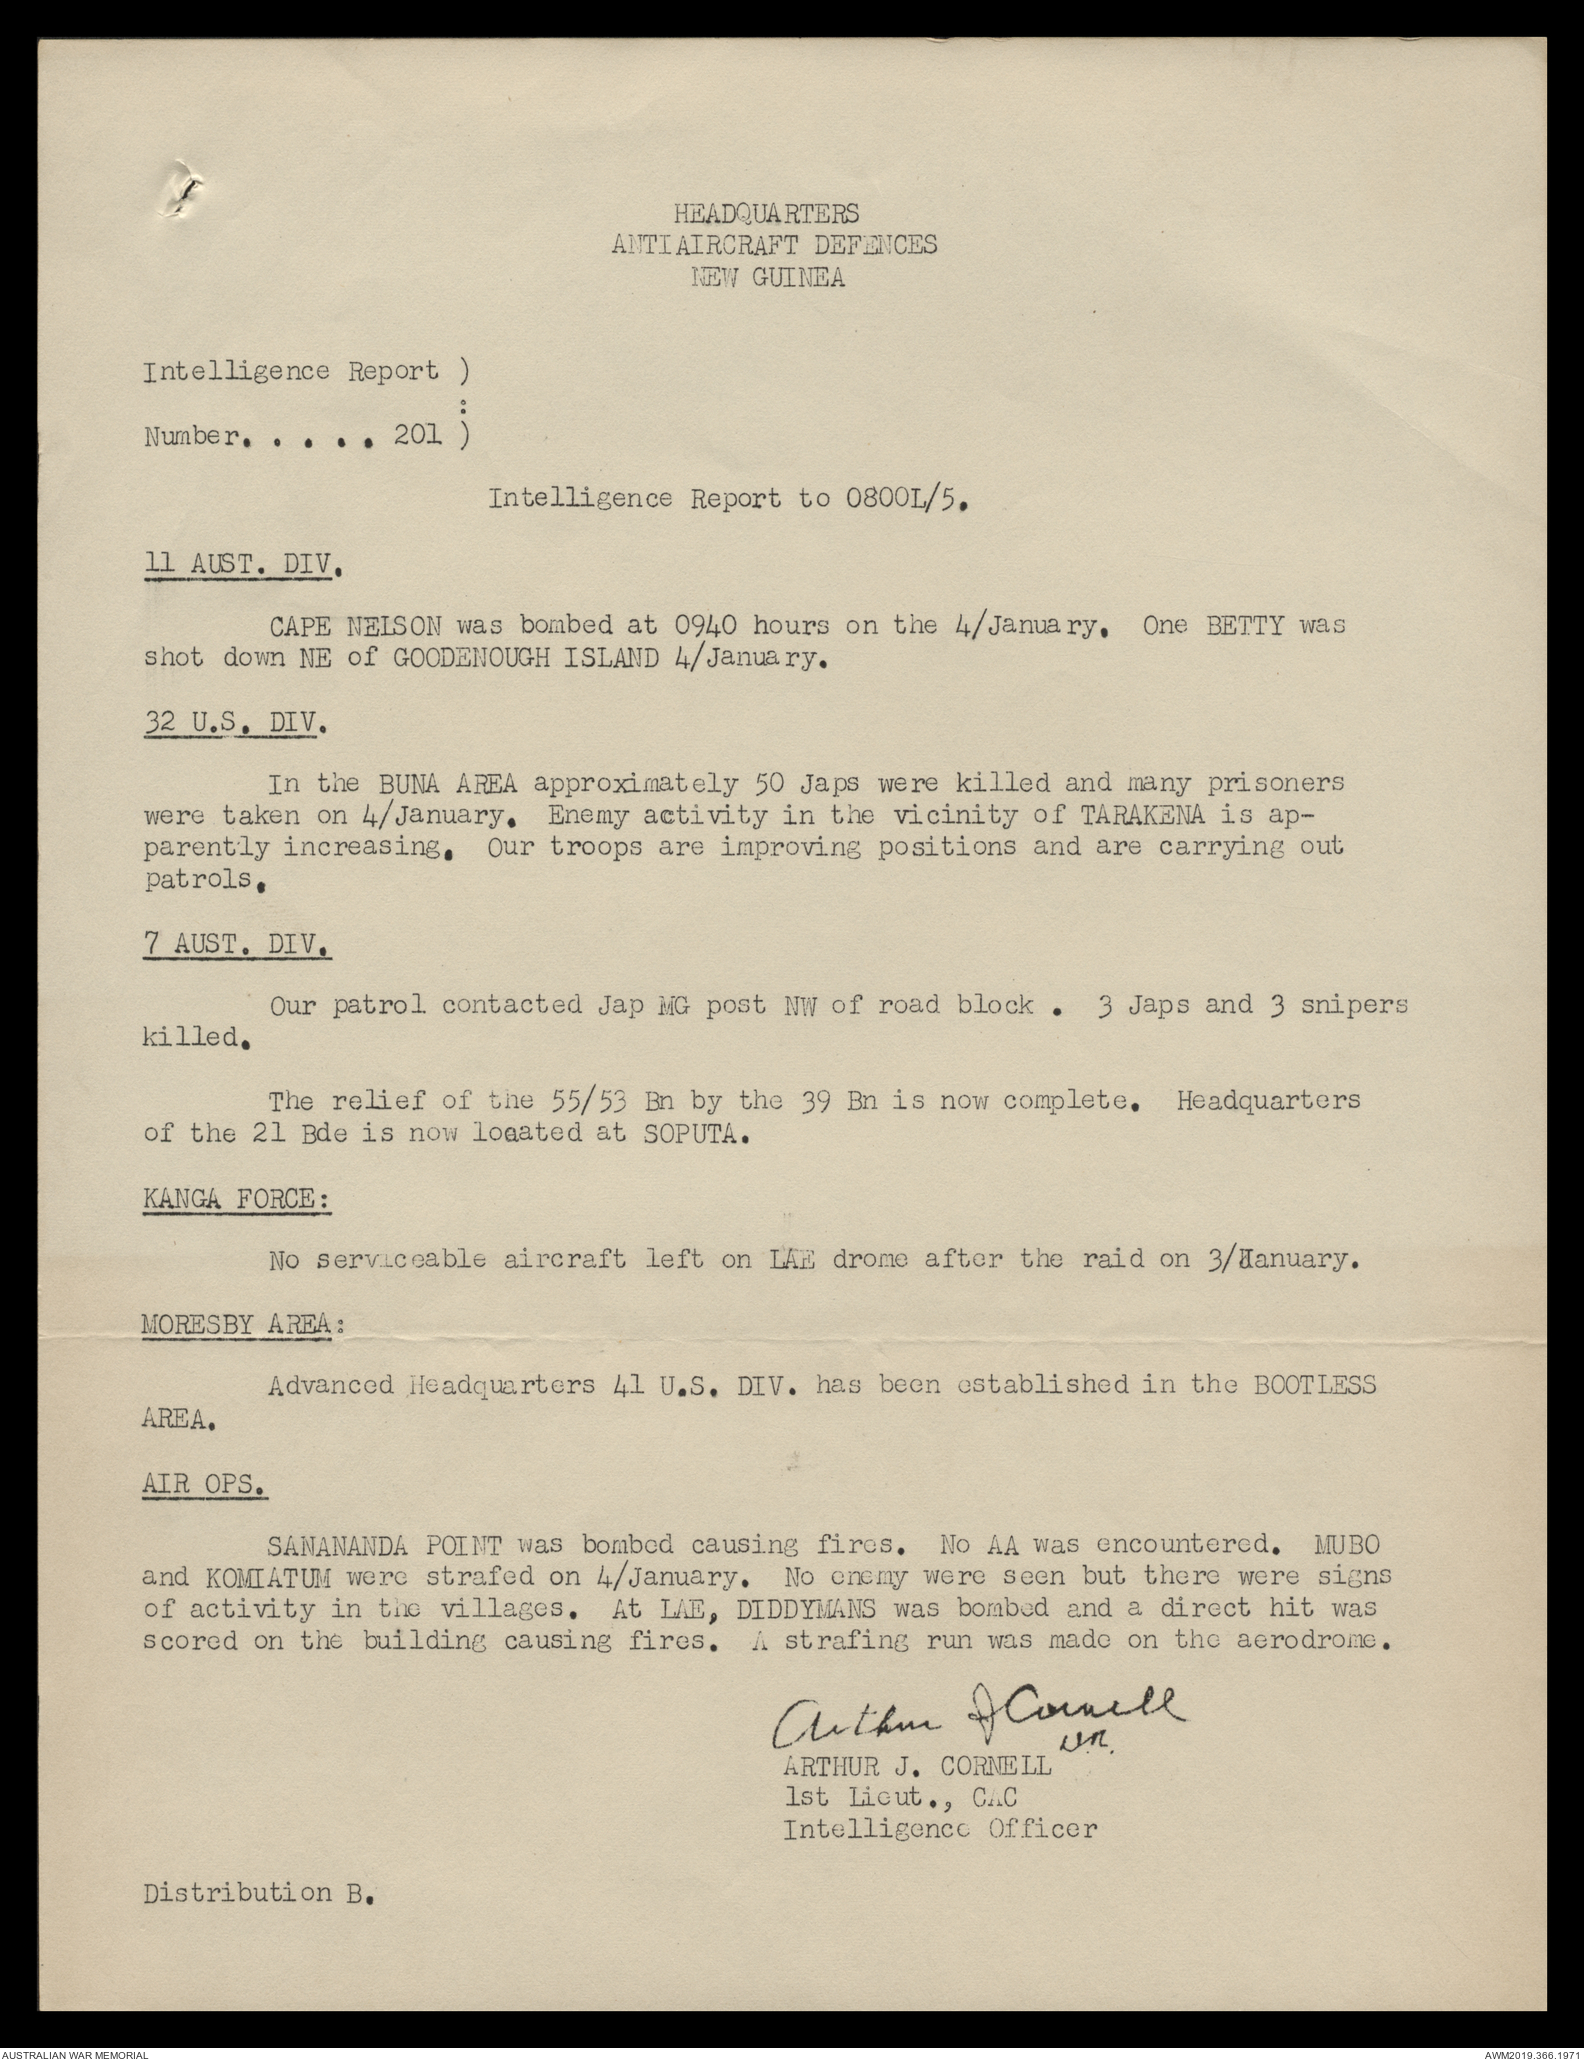 HEADQUARTERS
ANTIAIRCRAFT DEFENCES
NEW GUINEA
Intelligence Report )
:
Number. . . . . 201 )
Intelligence Report to 0800L/5.
11 AUST. DIV.
CAPE NELSON was bombed at 0940 hours on the 4/January. One BETTY was
shot down NE of GOODENOUGH ISLAND 4/January.
32 U.S. DIV.
In the BUNA AREA approximately 50 Japs were killed and many prisoners
were taken on 4/January. Enemy activity in the vicinity of TARAKENA is ap-
parently increasing. Our troops are improving positions and are carrying out
patrols.
7 AUST. DIV.
Our patrol contacted Jap MG post NW of road block . 3 Japs and 3 snipers
killed.
The relief of the 55/53 Bn by the 39 Bn is now complete. Headquarters
of the 21 Bde is now located at SOPUTA.
KANGA FORCE:
No serviceable aircraft left on LAE drome after the raid on 3/January.
MORESBY AREA:
Advanced Headquarters 41 U.S. DIV. has been established in the BOOTLESS
AREA.
AIR OPS.
SANANANDA POINT was bombed causing fires. No AA was encountered. MUBO
and KOMIATUM were strafed on 4/January. No enemy were seen but there were signs
of activity in the villages. At LAE, DIDDYMANS was bombed and a direct hit was
scored on the building causing fires. A strafing run was made on the aerodrome.
Arthur J Cornell
ARTHUR J. CORNELL
1st Lieut., CAC
Intelligence Officer
Distribution B.
AUSTRALIAN WAR MEMORIAL
AWM2019.366.1971